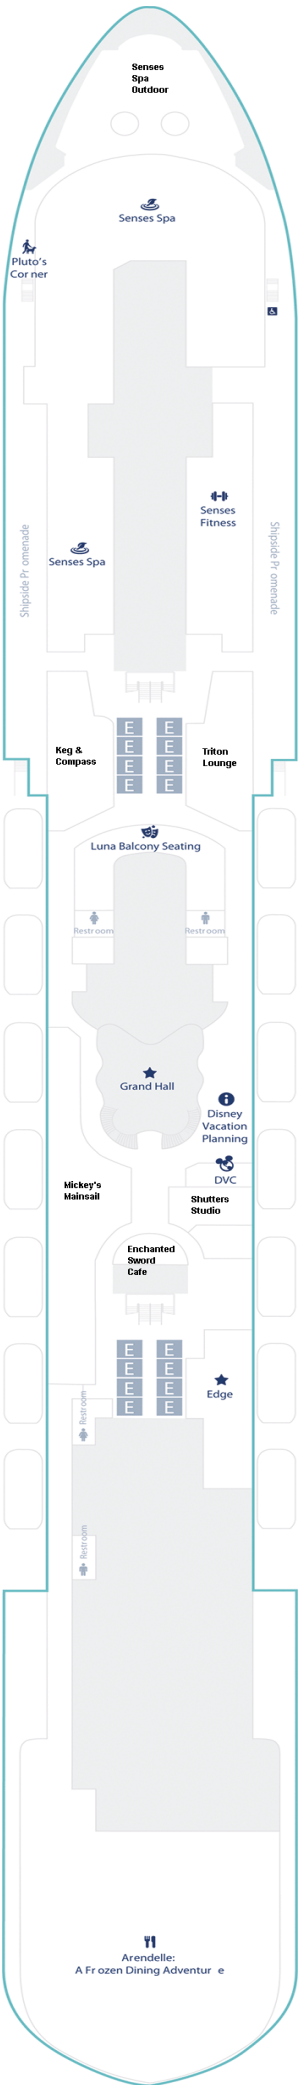 Senses
Spa
Outdoor
Senses Spa
Pluto's
Cor ner
Senses
Fitness
Senses Spa
Shipside Pr omenade
Shipside Pr omenade
Keg &
Compass
E E
E E
E E
E E
Triton
Lounge
Luna Balcony Seating
Restroom
Restroom
Grand Hall
Disney
Vacation
Planning
DVC
Mickey's
Mainsail
Shutters
Studio
Enchanted
Sword
Cafe
E E
E E
E E
E E
Edge
Restroom
Restroom
Arendelle:
A Fr ozen Dining Adventur e